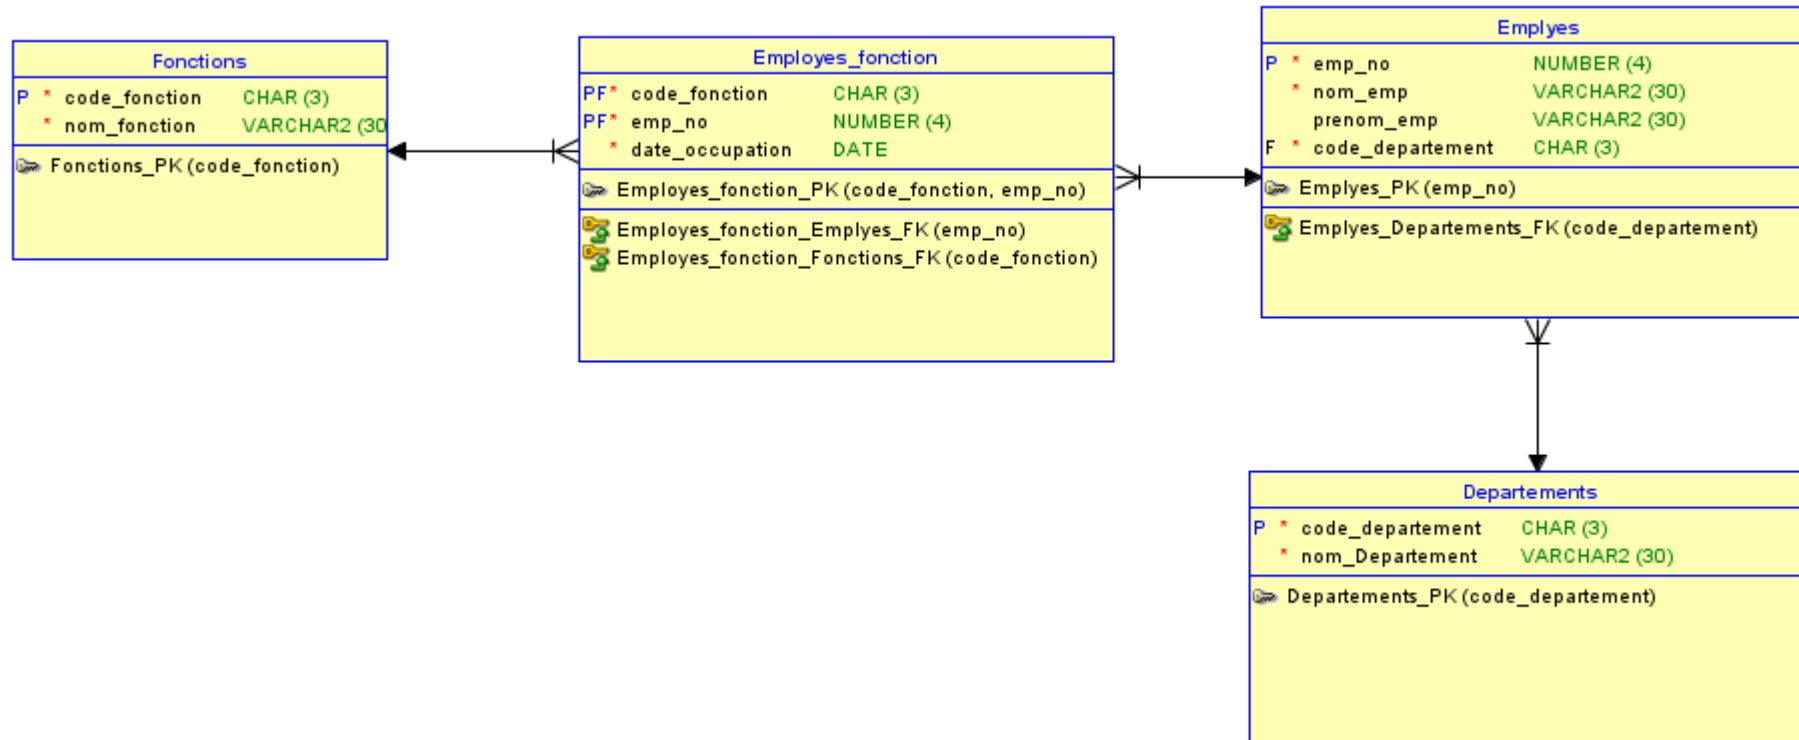 Fonctions
P * code_fonction CHAR (3)
* nom_fonction VARCHAR2 (30
Fonctions_PK (code_fonction)
Employes_fonction
PF* code_fonction CHAR (3)
PF* emp_no NUMBER (4)
* date_occupation DATE
Employes_fonction_PK (code_fonction, emp_no)
Employes_fonction_Emplyes_FK (emp_no)
Employes_fonction_Fonctions_FK (code_fonction)
Emplyes
P * emp_no NUMBER (4)
* nom_emp VARCHAR2 (30)
prenom_emp VARCHAR2 (30)
F * code_departement CHAR (3)
Emplyes_PK (emp_no)
Emplyes_Departements_FK (code_departement)
Departements
P * code_departement CHAR (3)
* nom_Departement VARCHAR2 (30)
Departements_PK (code_departement)